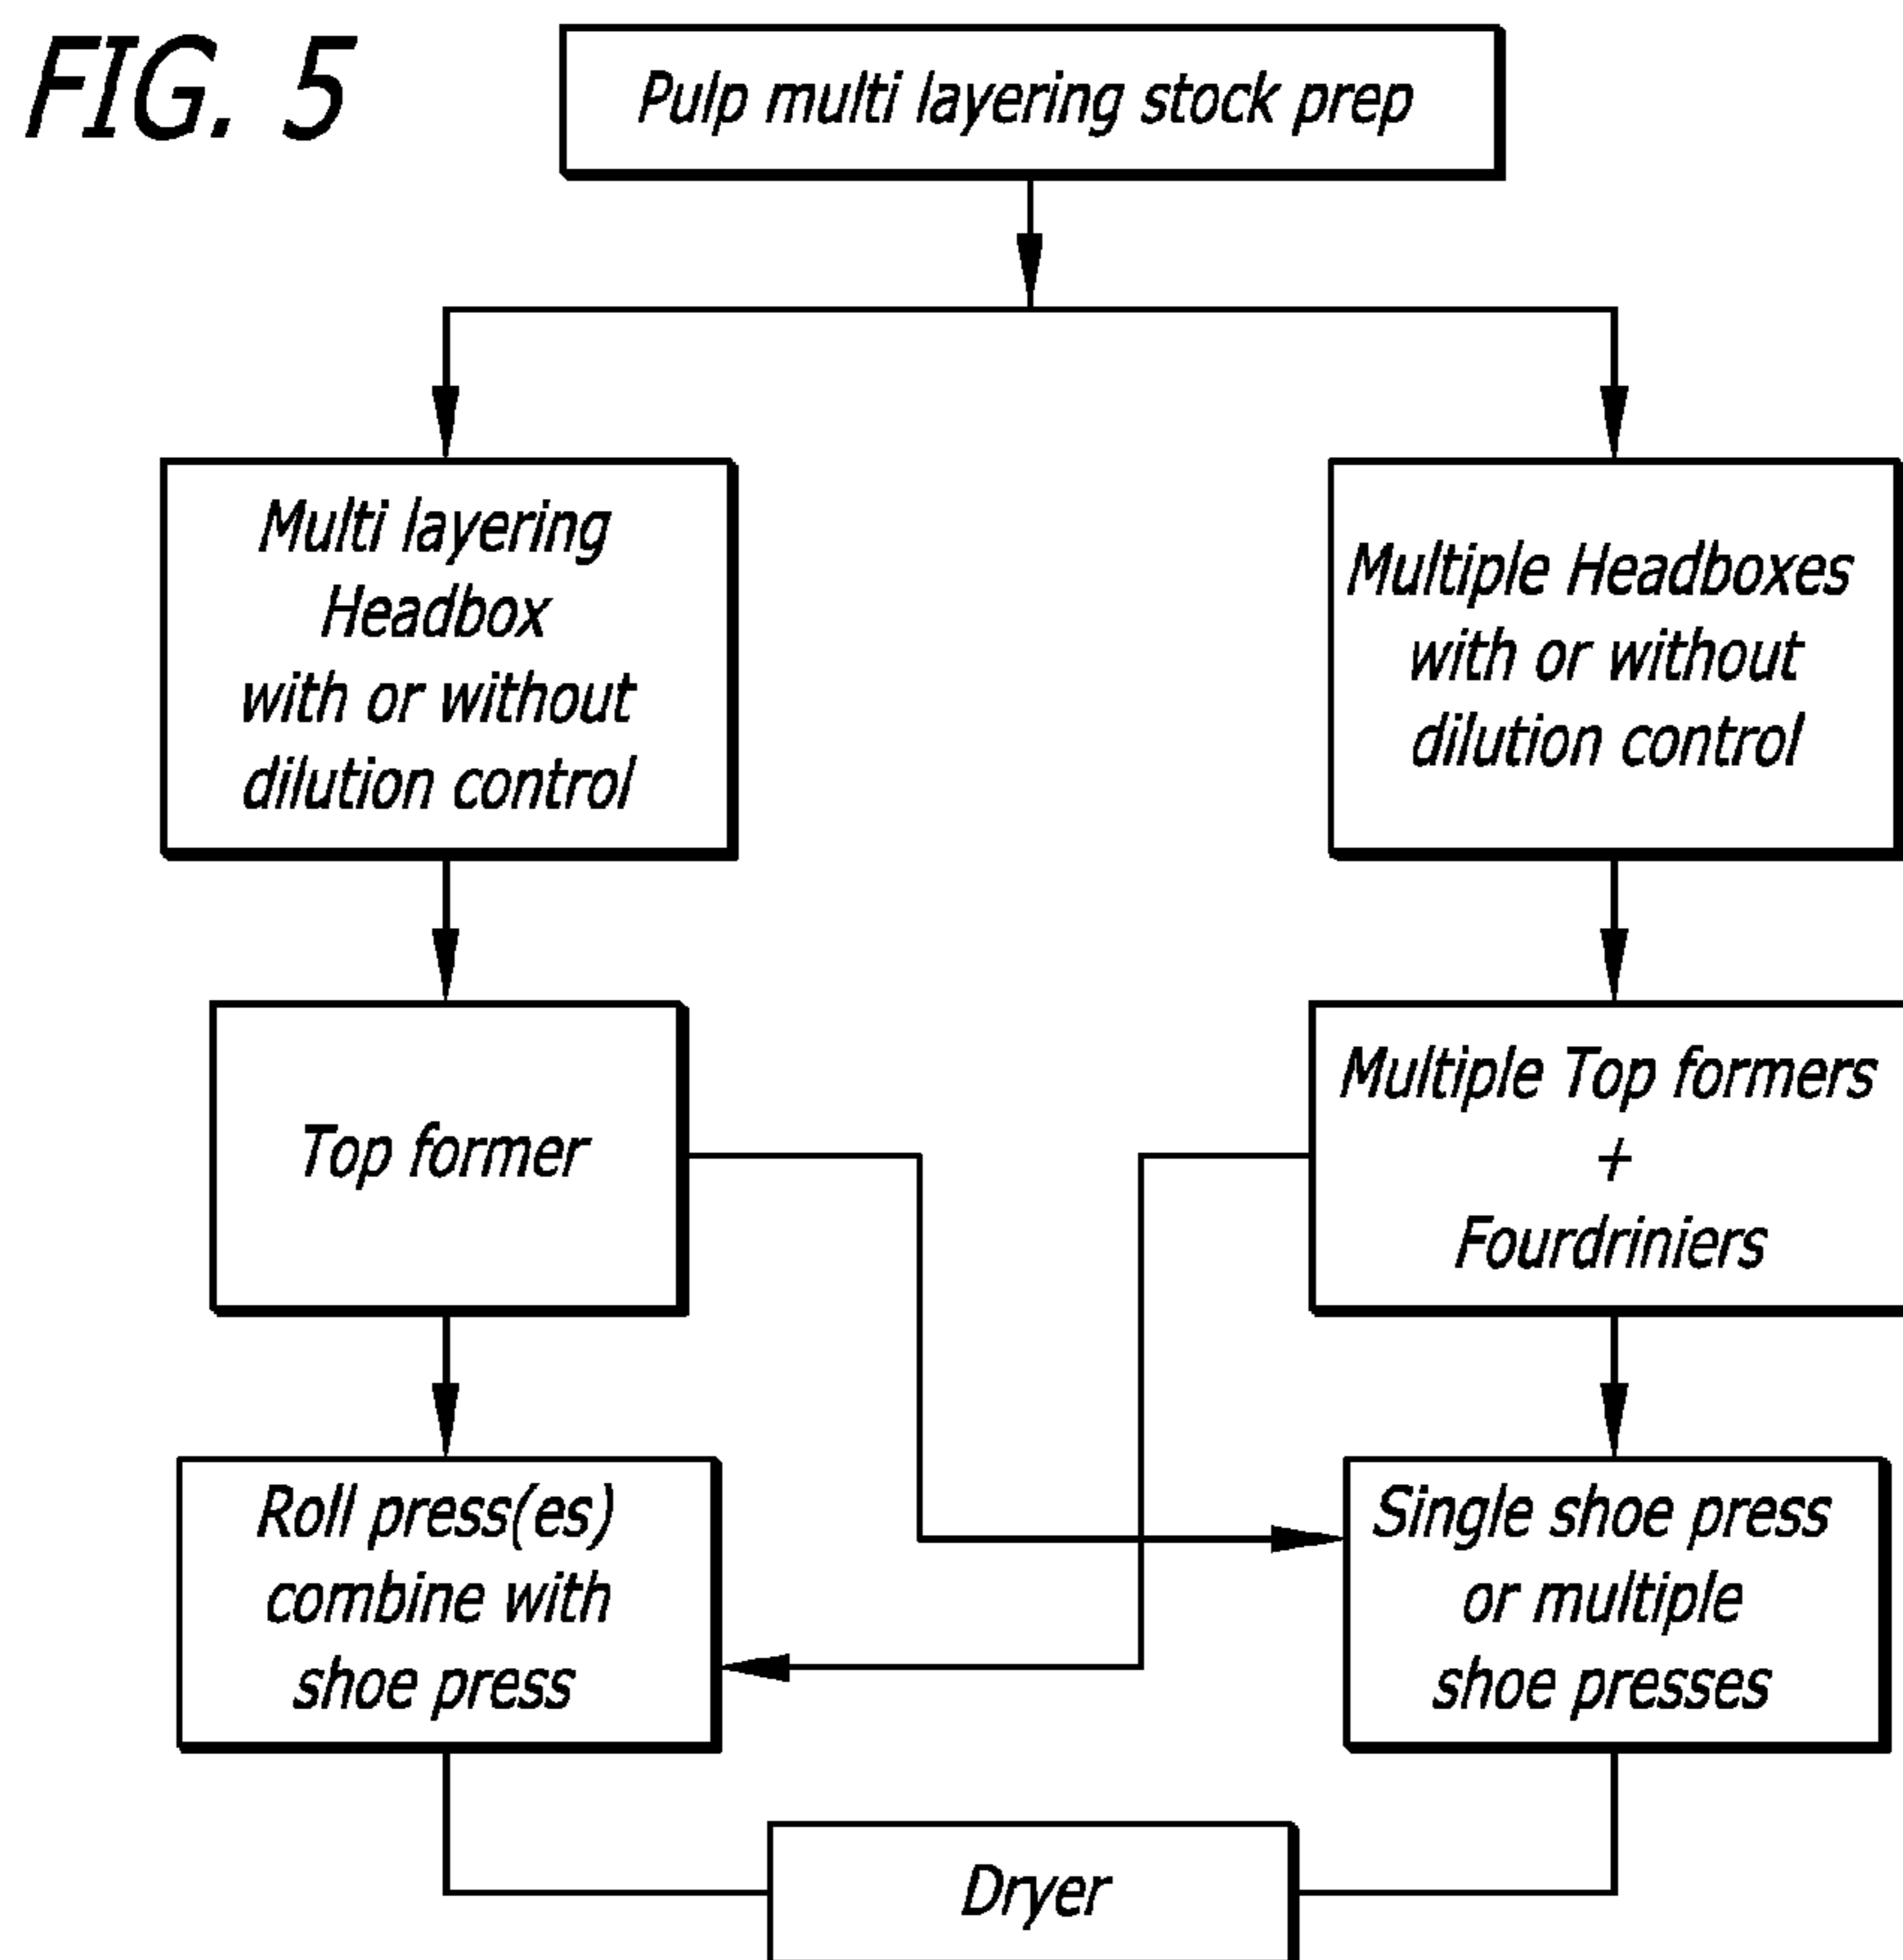 FIG. 5
Pulp multi layering stock prep
Multi layering
Headbox
with or without
dilution control
Multiple Headboxes
with or without
dilution control
Top former
Multiple Top formers
+
Fourdriniers
Roll press(es)
combine with
shoe press
Single shoe press
or multiple
shoe presses
Dryer